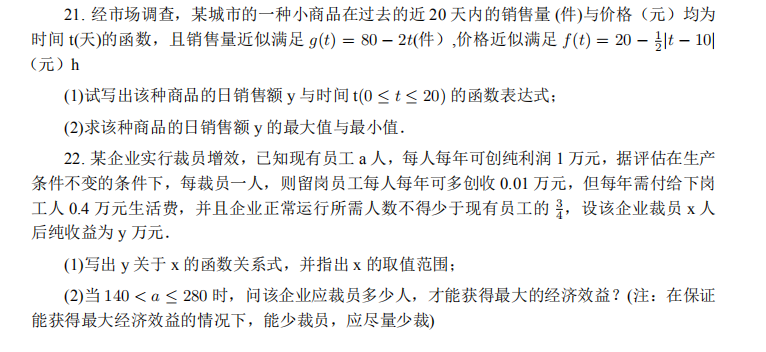 21. 经市场调查，某城市的一种小商品在过去的近 20 天内的销售量 (件)与价格（元）均为
时间 t(天)的函数，且销售量近似满足 g(t) = 80 − 2t(件）,价格近似满足 f(t) = 20 − \frac{1}{2}|t − 10|
（元）h
(1)试写出该种商品的日销售额 y 与时间 t(0 ≤ t ≤ 20) 的函数表达式；
(2)求该种商品的日销售额 y 的最大值与最小值．
22. 某企业实行裁员增效，已知现有员工 a 人，每人每年可创纯利润 1 万元，据评估在生产
条件不变的条件下，每裁员一人，则留岗员工每人每年可多创收 0.01 万元，但每年需付给下岗
工人 0.4 万元生活费，并且企业正常运行所需人数不得少于现有员工的 \frac{3}{4}，设该企业裁员 x 人
后纯收益为 y 万元．
(1)写出 y 关于 x 的函数关系式，并指出 x 的取值范围；
(2)当 140 < a ≤ 280 时，问该企业应裁员多少人，才能获得最大的经济效益？(注：在保证
能获得最大经济效益的情况下，能少裁员，应尽量少裁)